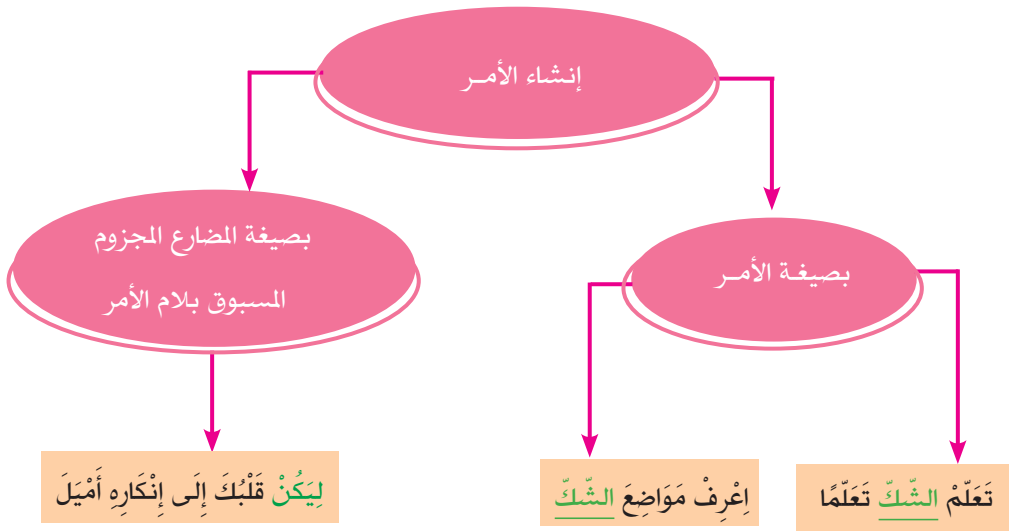 إنشاء الأمـر
بصيغـة الأمـر
بصيغة المضارع المجزوم
المسبوق بلام الأمر
تَعَلّمْ الشّكّ تَعَلّمًا
اِعْرِفْ مَوَاضِعَ الشّكّ
لِيَكُنْ قَلْبُكَ إِلَى إِنْكَارِهِ أَمْيَلَ